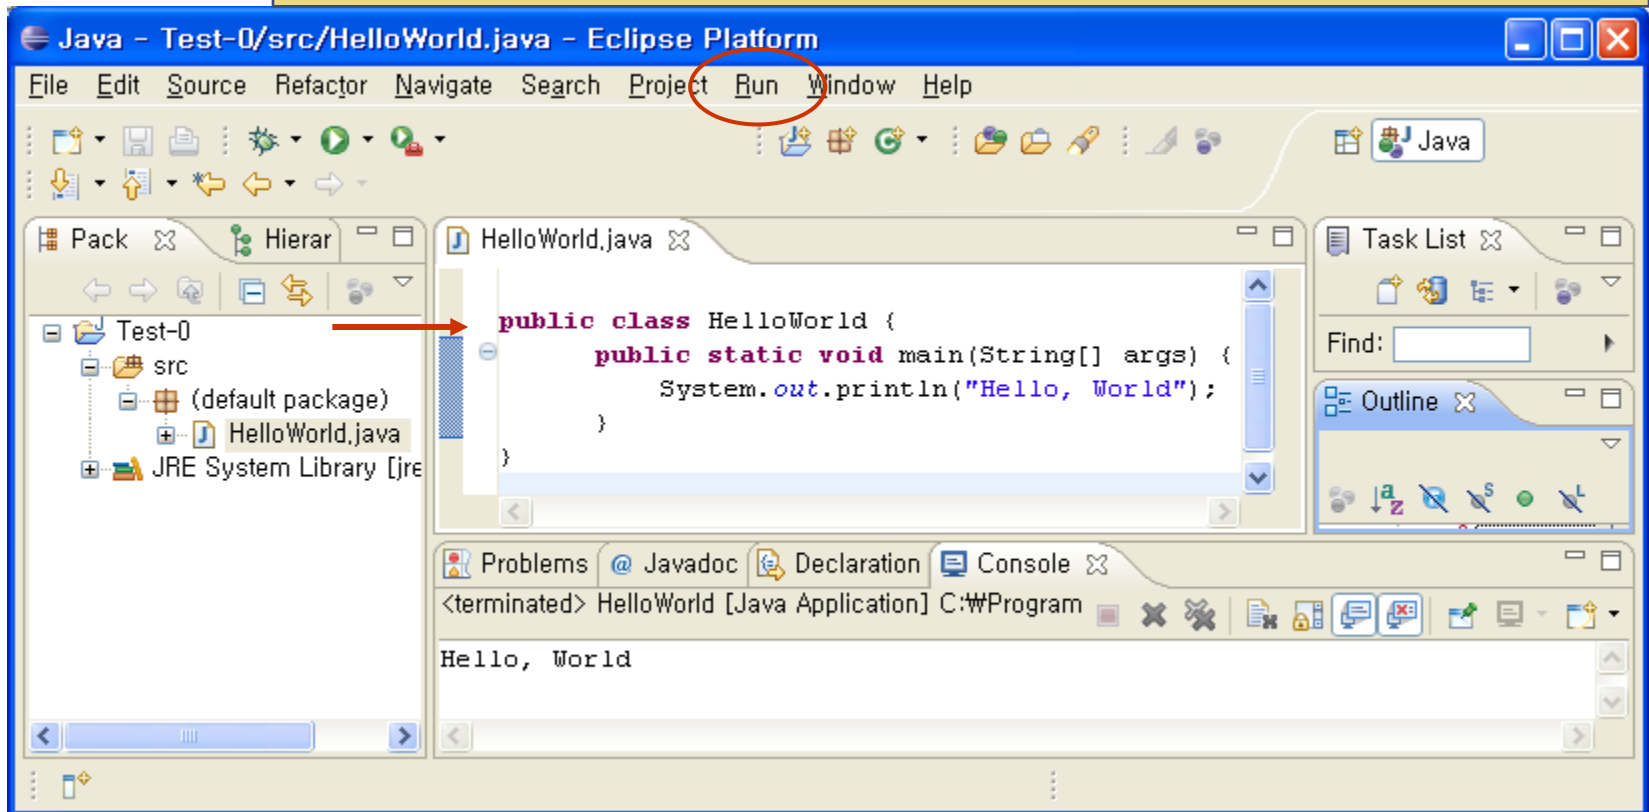 Java - Test-0/src/HelloWorld.java - Eclipse Platform
File Edit Source Refactor Navigate Search Project Run Window Help
Java
Pack Hierar
Test-0
src
(default package)
HelloWorld.java
JRE System Library [jre
HelloWorld.java
public class HelloWorld {
public static void main(String[] args) {
System.out.println("Hello, World");
}
}
Task List
Find:
Outline
Problems @ Javadoc Declaration Console
<terminated> HelloWorld [Java Application] C:₩Program
Hello, World